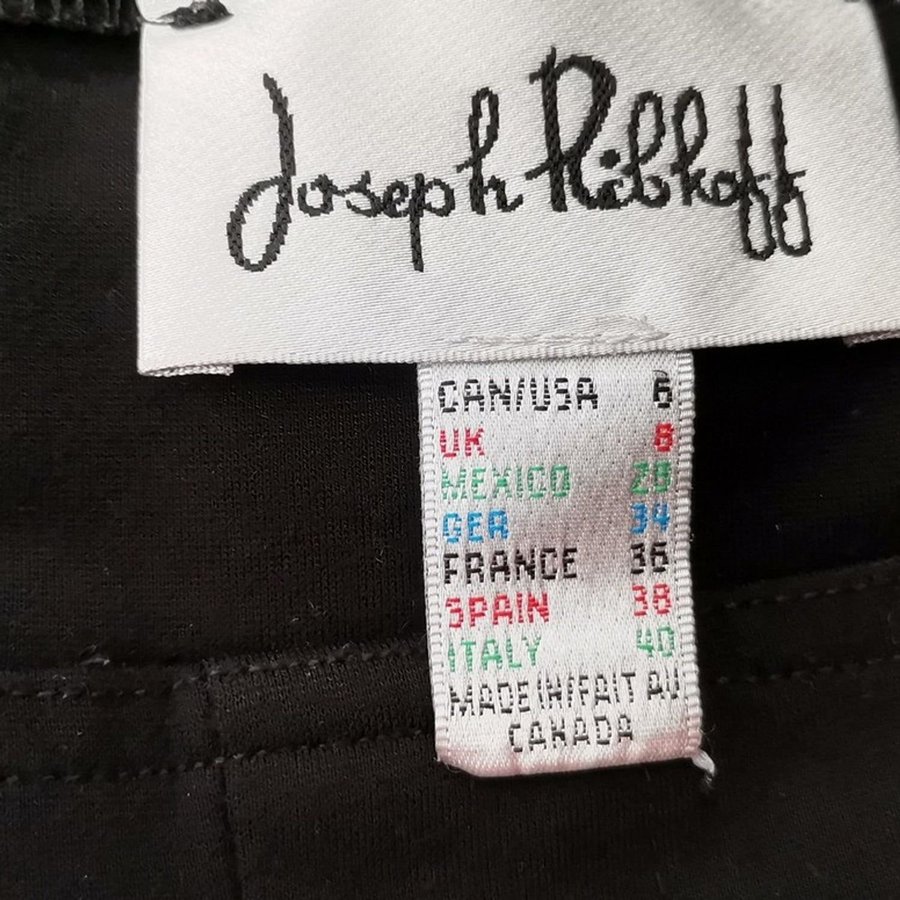 Joseph Ribkoff
CAN/USA 6
UK 8
MEXICO 28
GER 34
FRANCE 36
SPAIN 38
ITALY 40
MADE IN/FAIT AU
CANADA